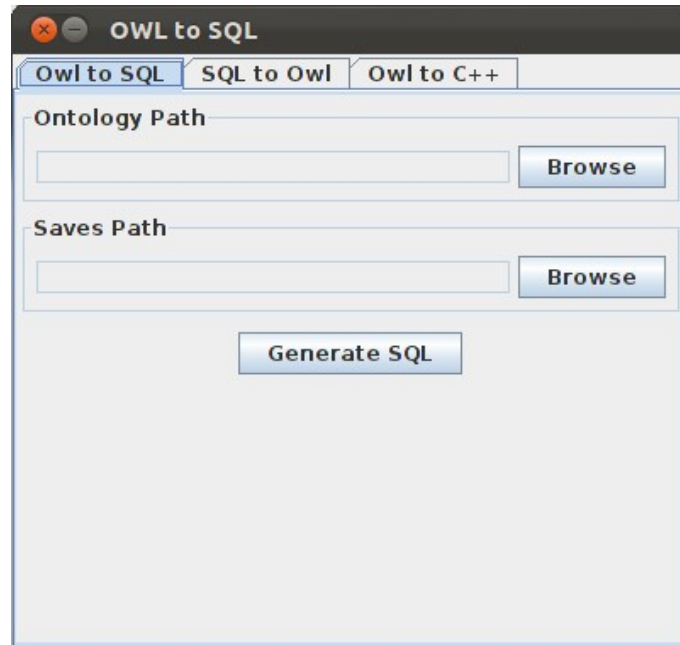 OWL to SQL
Owl to SQL SQL to Owl Owl to C++
Ontology Path
Browse
Saves Path
Browse
Generate SQL